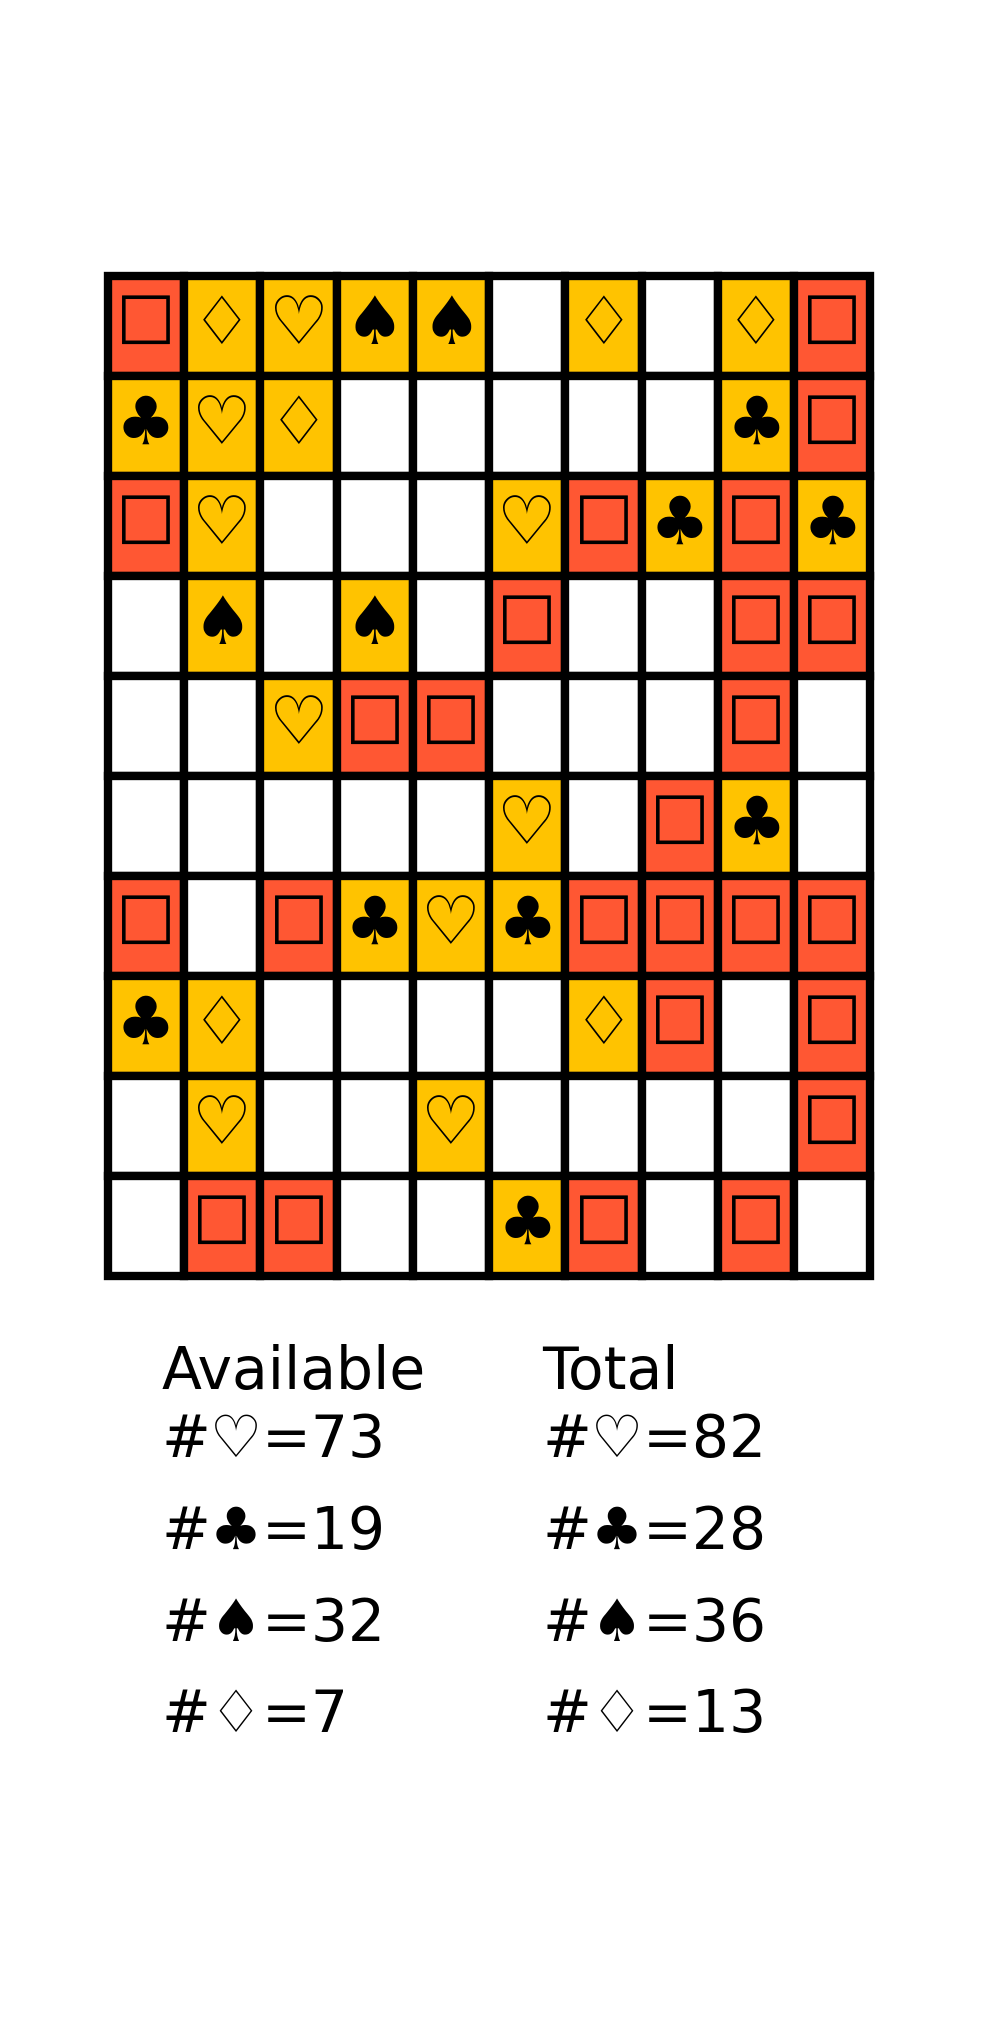 □ ♢ ♡ ♠ ♠ ♢ ♢ □
♣ ♡ ♢ ♣ □
□ ♡ ♡ □ ♣ □ ♣
♠ ♠ □ □ □
♡ □ □ □
♡ □ ♣
□ □ ♣ ♡ ♣ □ □ □ □
♣ ♢ ♢ □ □
♡ ♡ □
□ □ ♣ □ □
Available Total
#♡=73 #♡=82
#♣=19 #♣=28
#♠=32 #♠=36
#♢=7 #♢=13